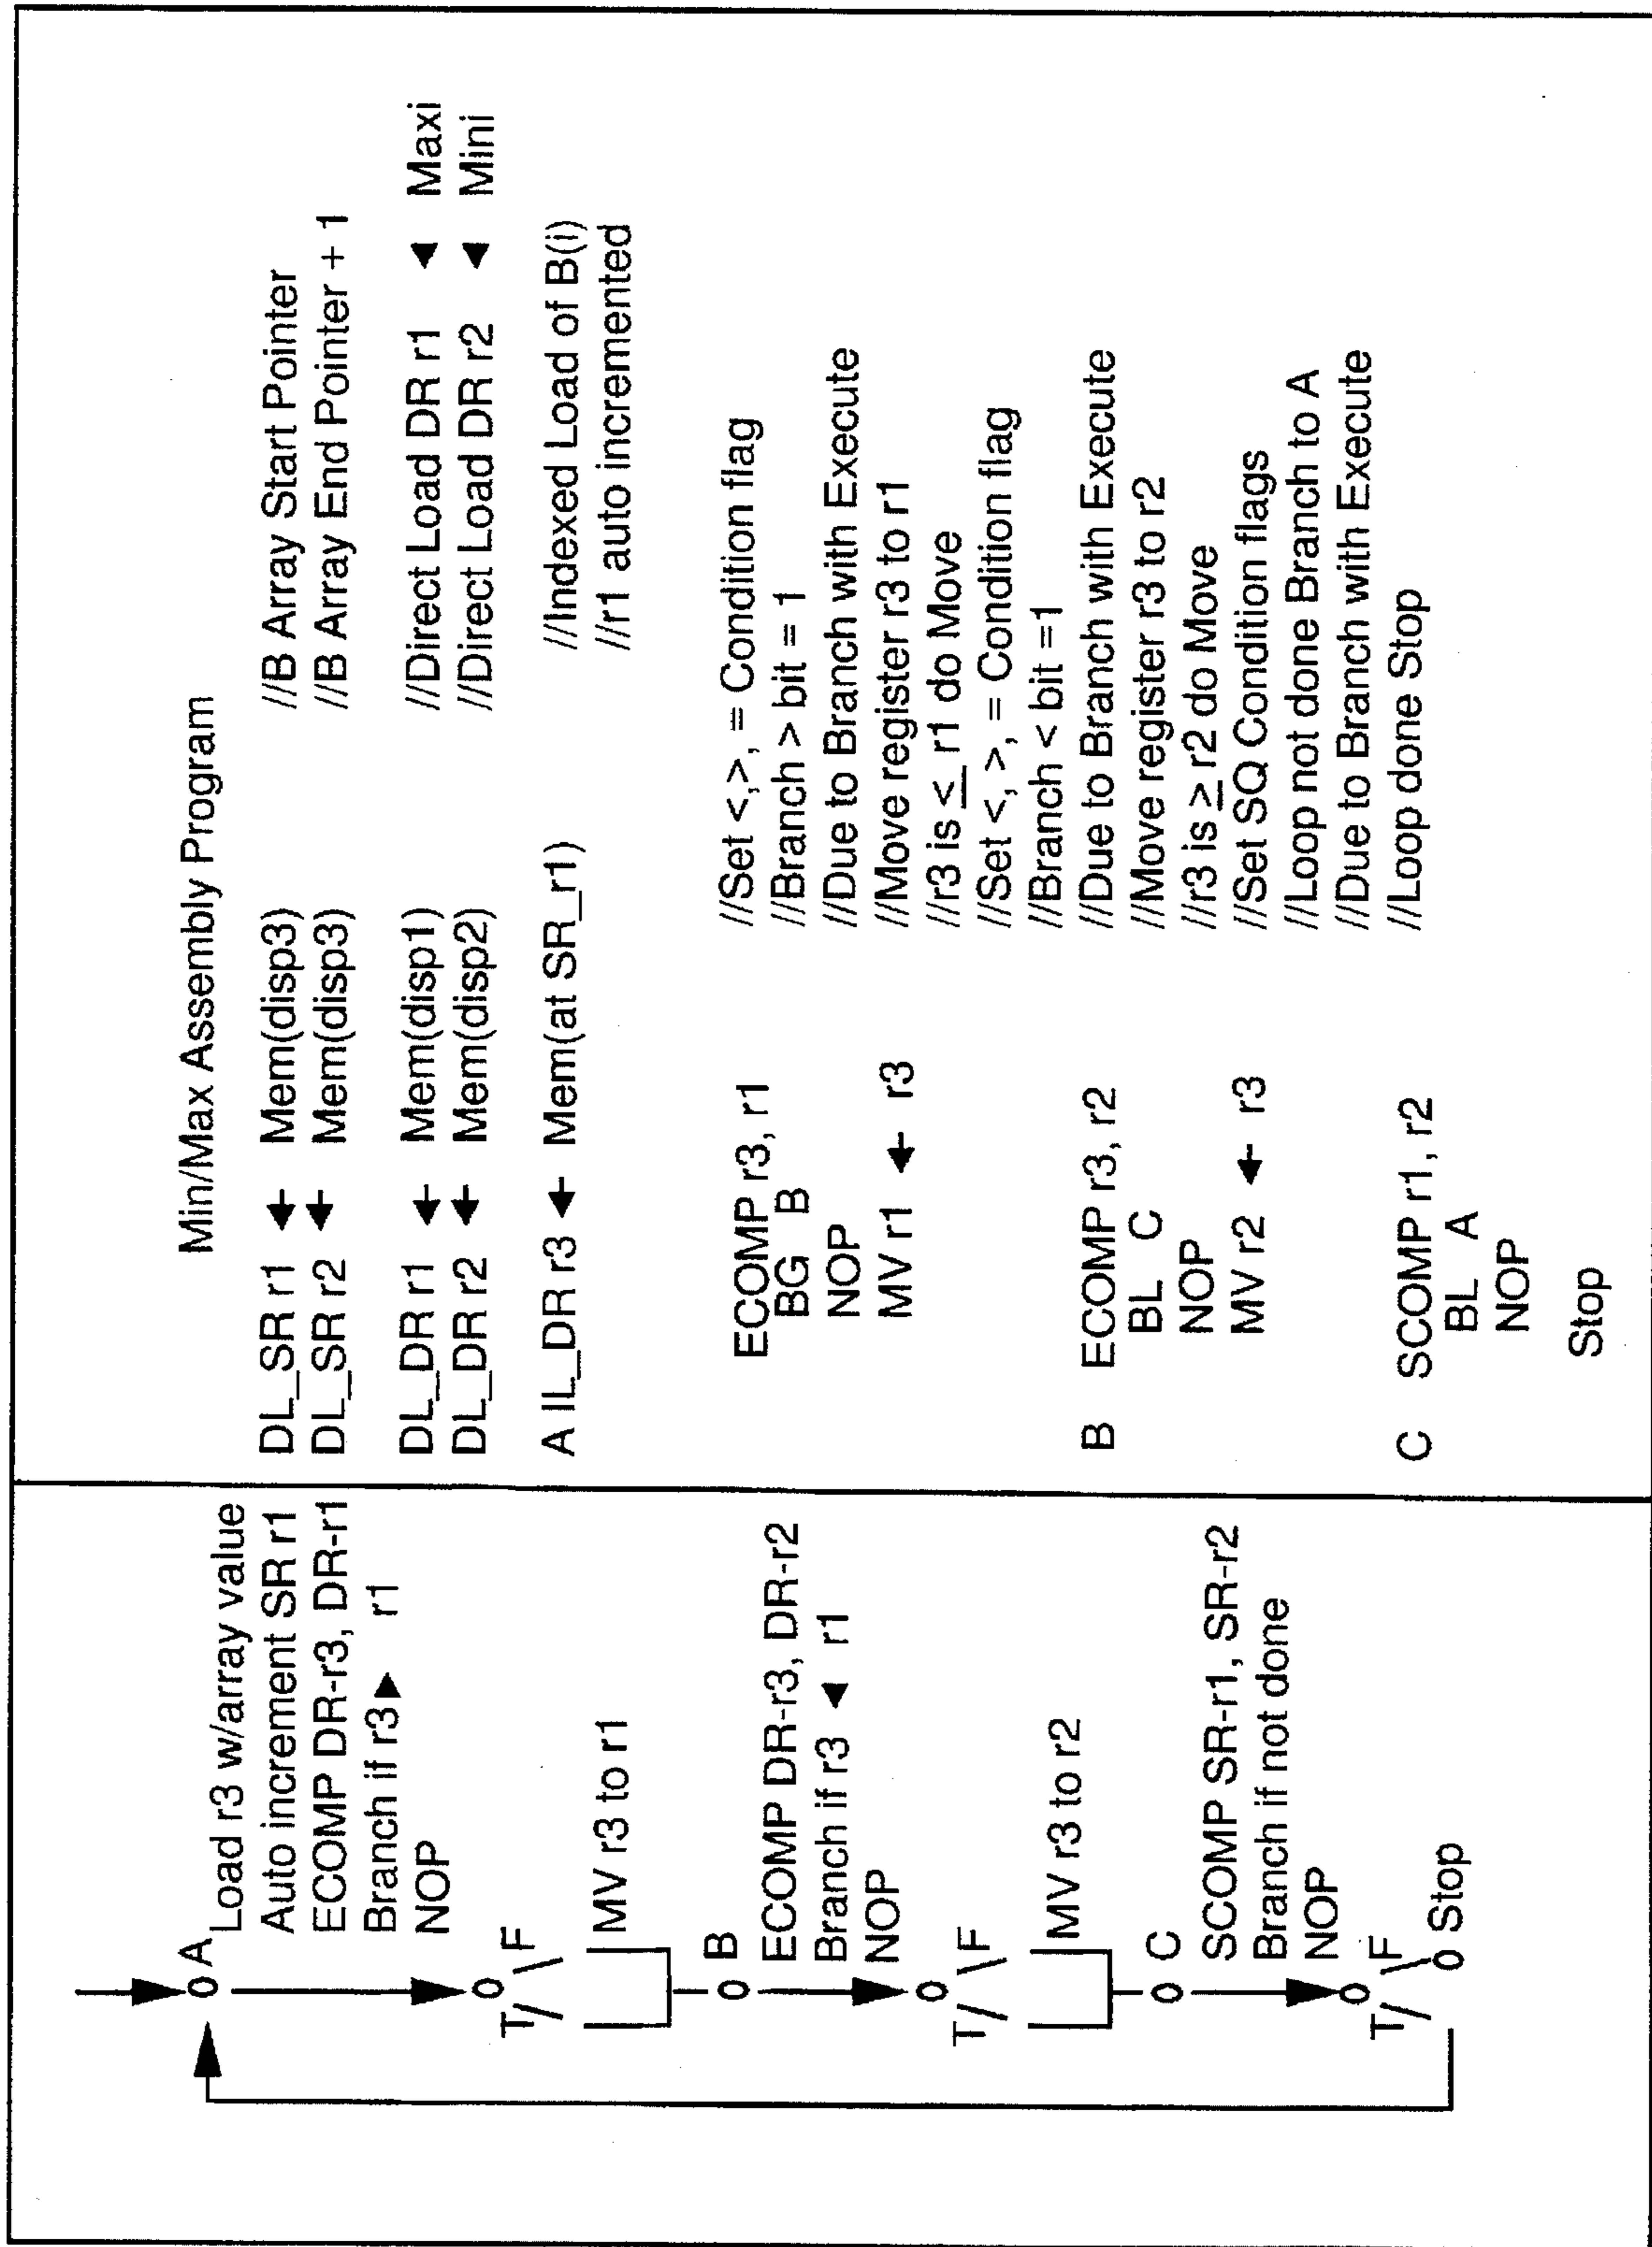 A
Load r3 w/array value
Auto increment SR r1
ECOMP DR-r3, DR-r1
Branch if r3 ▶ r1
NOP
T/ \F
MV r3 to r1
B
ECOMP DR-r3, DR-r2
Branch if r3 ◀ r1
NOP
T/ \F
MV r3 to r2
C
SCOMP SR-r1, SR-r2
Branch if not done
NOP
T/ \F
Stop
Min/Max Assembly Program
DL_SR r1 ← Mem(disp3) //B Array Start Pointer
DL_SR r2 ← Mem(disp3) //B Array End Pointer + 1
DL_DR r1 ← Mem(disp1) //Direct Load DR r1 ◀ Maxi
DL_DR r2 ← Mem(disp2) //Direct Load DR r2 ◀ Mini
A IL_DR r3 ← Mem(at SR_r1) //Indexed Load of B(i)
//r1 auto incremented
ECOMP r3, r1 //Set <,>, = Condition flag
BG B //Branch > bit = 1
NOP //Due to Branch with Execute
MV r1 ← r3 //Move register r3 to r1
//r3 is ≤ r1 do Move
B ECOMP r3, r2 //Set <, >, = Condition flag
BL C //Branch < bit =1
NOP //Due to Branch with Execute
MV r2 ← r3 //Move register r3 to r2
//r3 is ≥ r2 do Move
C SCOMP r1, r2 //Set SQ Condition flags
BL A //Loop not done Branch to A
NOP //Due to Branch with Execute
Stop //Loop done Stop